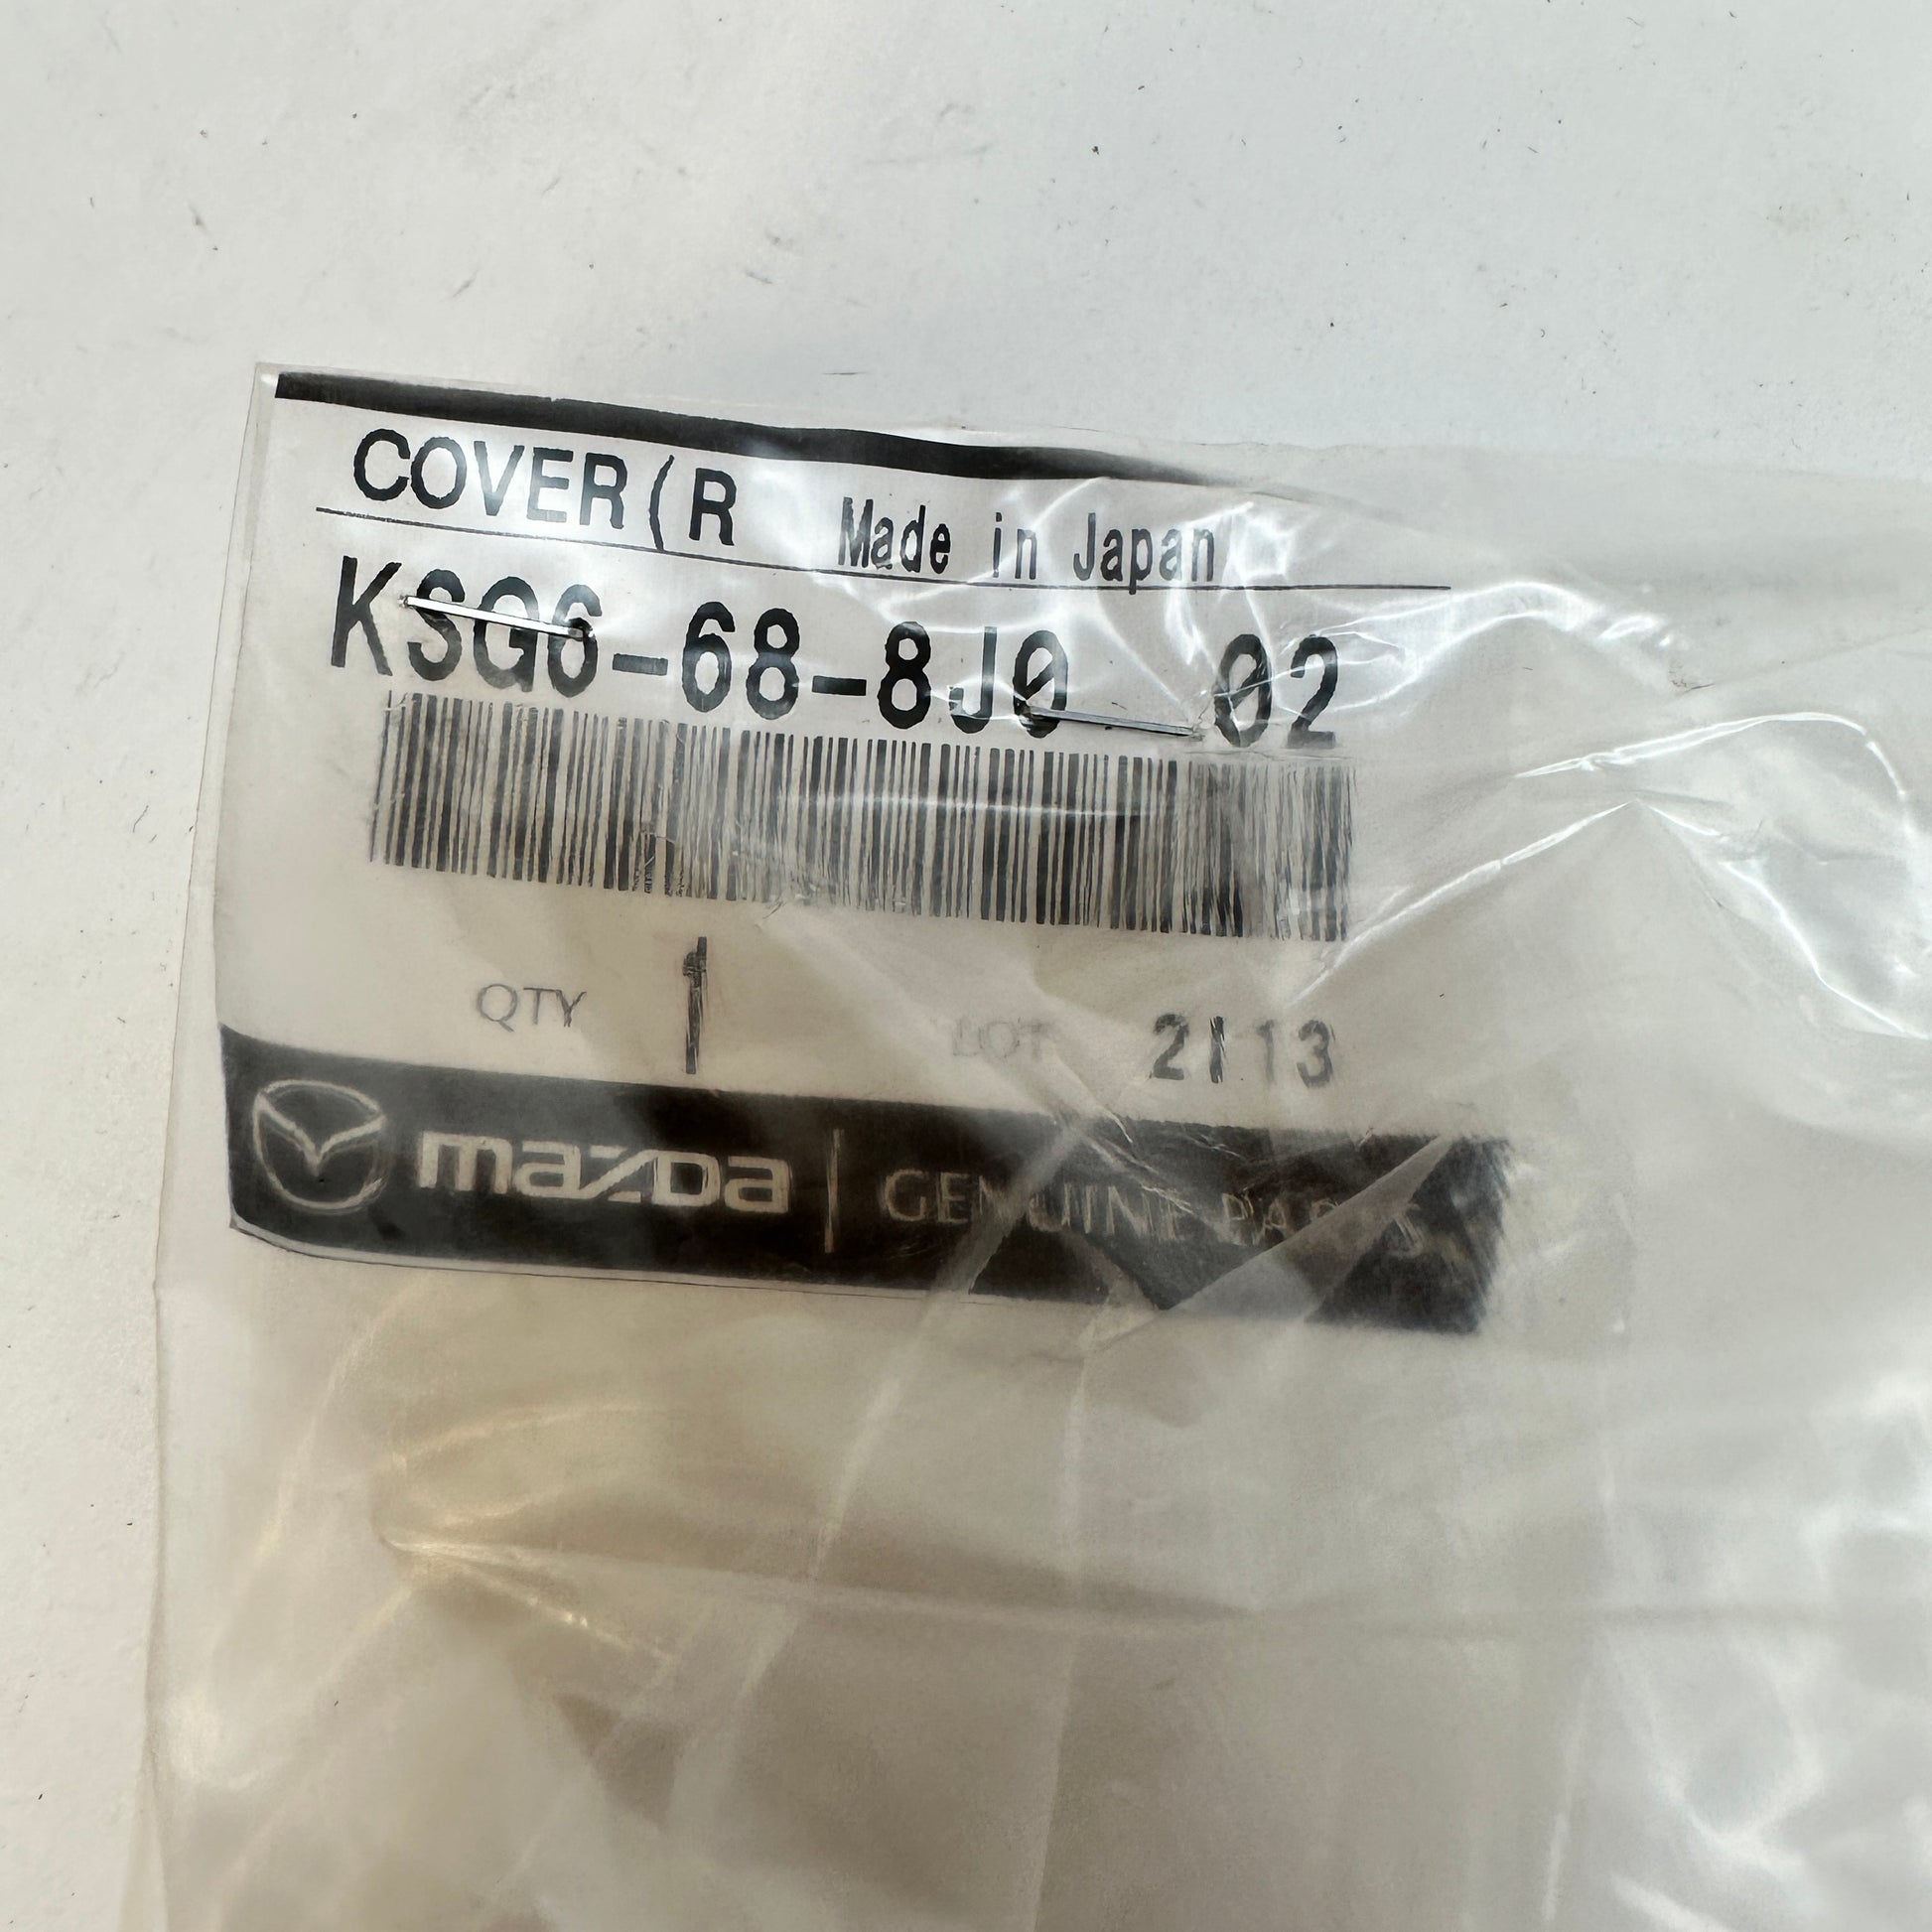 COVER(R Made in Japan
KSG6-68-8J0 02
QTY 1 LOT 2113
mazda | GENUINE PARTS